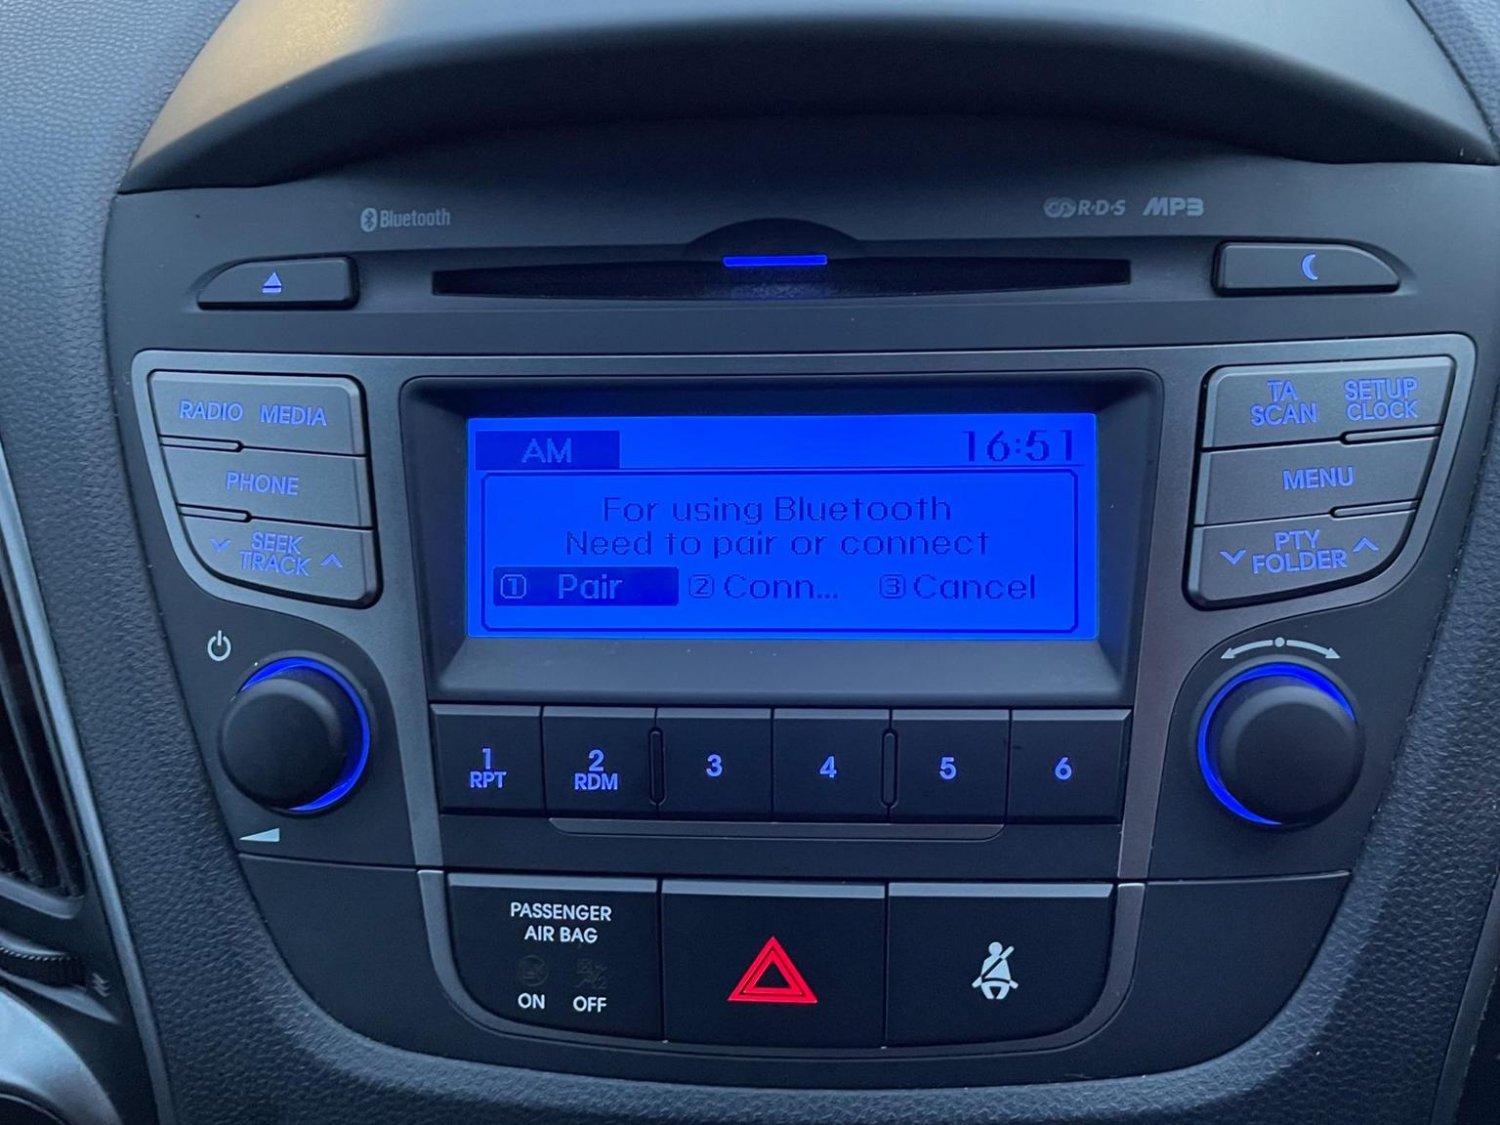 Bluetooth
R·D·S MP3
RADIO MEDIA
PHONE
SEEK
TRACK
AM 16:51
For using Bluetooth
Need to pair or connect
1 Pair 2 Conn... 3 Cancel
TA
SCAN
SETUP
CLOCK
MENU
PTY
FOLDER
1
RPT
2
RDM
3
4
5
6
PASSENGER
AIR BAG
ON OFF